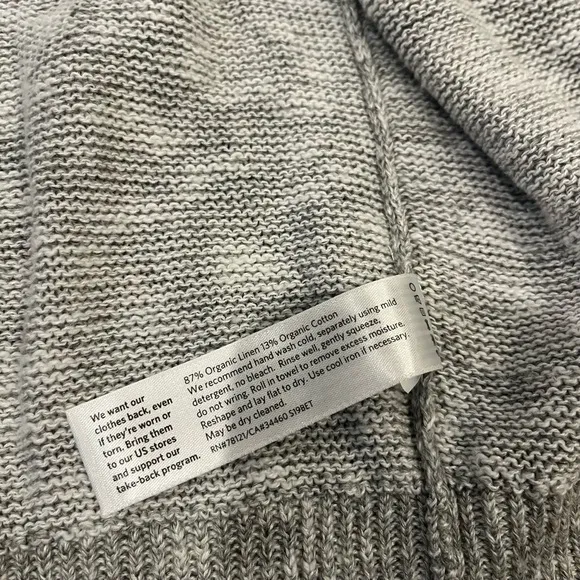 We want our
clothes back, even
if they're worn or
torn. Bring them
to our US stores
and support our
take-back program.
87% Organic Linen 13% Organic Cotton
We recommend hand wash cold, separately using mild
detergent, no bleach. Rinse well, gently squeeze,
do not wring. Roll in towel to remove excess moisture.
Reshape and lay flat to dry. Use cool iron if necessary.
May be dry cleaned.
RN#78121/CA#34460 S19BET